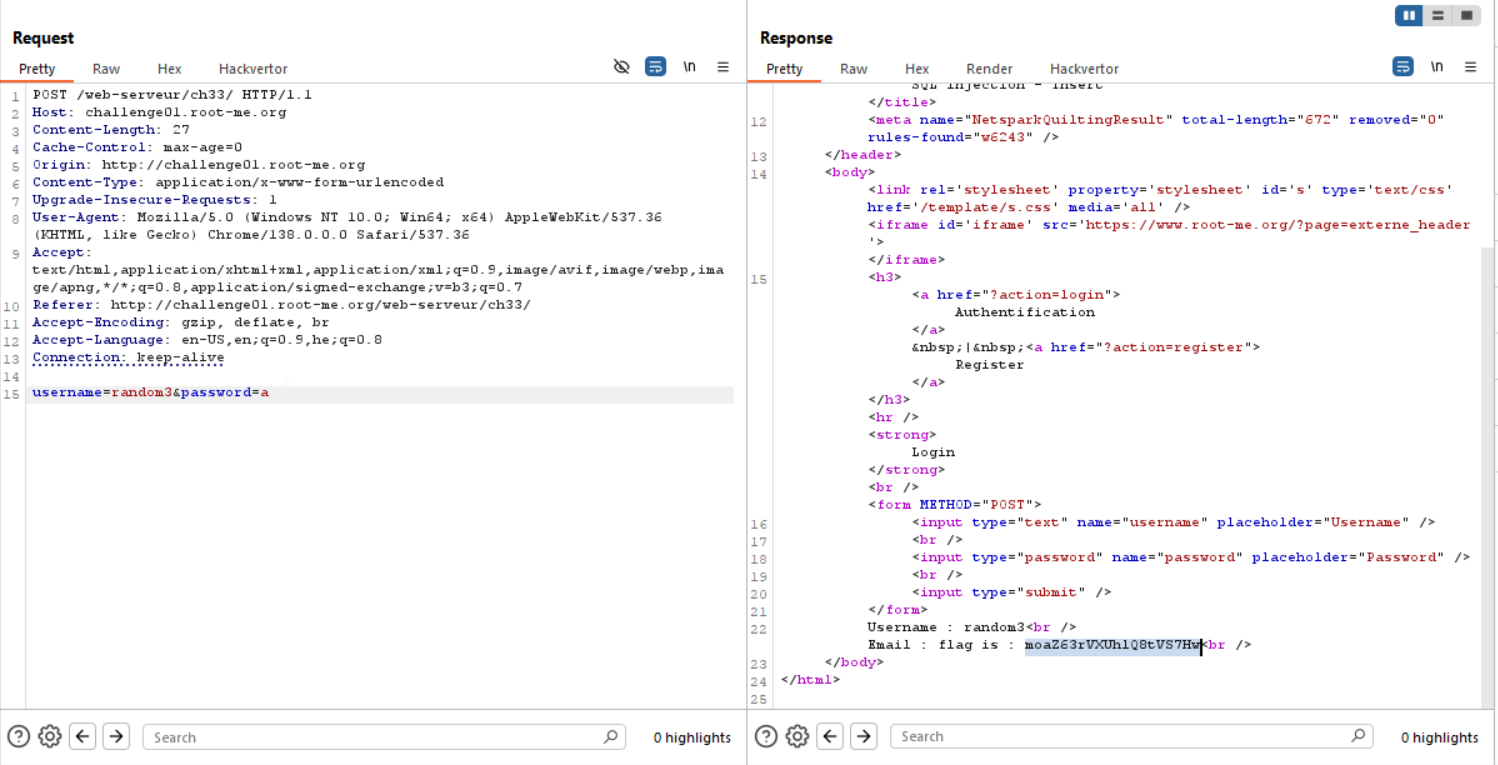 Request
Pretty Raw Hex Hackvertor \n
1 POST /web-serveur/ch33/ HTTP/1.1
2 Host: challenge01.root-me.org
3 Content-Length: 27
4 Cache-Control: max-age=0
5 Origin: http://challenge01.root-me.org
6 Content-Type: application/x-www-form-urlencoded
7 Upgrade-Insecure-Requests: 1
8 User-Agent: Mozilla/5.0 (Windows NT 10.0; Win64; x64) AppleWebKit/537.36
(KHTML, like Gecko) Chrome/138.0.0.0 Safari/537.36
9 Accept:
text/html,application/xhtml+xml,application/xml;q=0.9,image/avif,image/webp,ima
ge/apng,*/*;q=0.8,application/signed-exchange;v=b3;q=0.7
10 Referer: http://challenge01.root-me.org/web-serveur/ch33/
11 Accept-Encoding: gzip, deflate, br
12 Accept-Language: en-US,en;q=0.9,he;q=0.8
13 Connection: keep-alive
14
15 username=random3&password=a
Search 0 highlights
Response
Pretty Raw Hex Render Hackvertor \n
SQL injection - insert
</title>
12 <meta name="NetsparkQuiltingResult" total-length="672" removed="0"
rules-found="w6243" />
13 </header>
14 <body>
<link rel='stylesheet' property='stylesheet' id='s' type='text/css'
href='/template/s.css' media='all' />
<iframe id='iframe' src='https://www.root-me.org/?page=externe_header
'>
</iframe>
15 <h3>
<a href="?action=login">
Authentification
</a>
&nbsp;|&nbsp;<a href="?action=register">
Register
</a>
</h3>
<hr />
<strong>
Login
</strong>
<br />
<form METHOD="POST">
16 <input type="text" name="username" placeholder="Username" />
17 <br />
18 <input type="password" name="password" placeholder="Password" />
19 <br />
20 <input type="submit" />
21 </form>
22 Username : random3<br />
Email : flag is : moaZ63rVXUhlQ8tVS7Hw<br />
23 </body>
24 </html>
25
Search 0 highlights